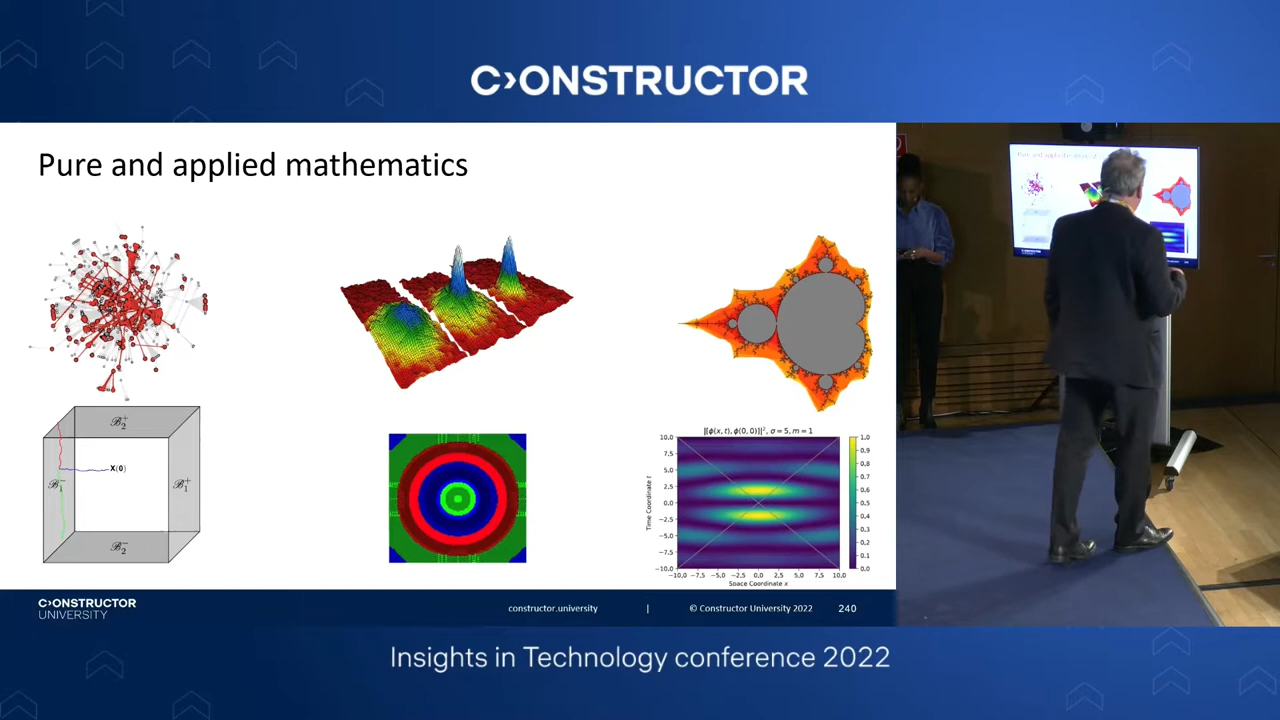 C›ONSTRUCTOR
Pure and applied mathematics
ℬ₂⁺
X(0)
ℬ₁⁻
ℬ₁⁺
ℬ₂⁻
|[ϕ(x, t), ϕ(0, 0)]|², σ = 5, m = 1
10,0
7,5
5,0
2,5
0,0
−2,5
−5,0
−7,5
−10,0
Time Coordinate t
−10,0 −7,5 −5,0 −2,5 0,0 2,5 5,0 7,5 10,0
Space Coordinate x
1.0
0.9
0.8
0.7
0.6
0.5
0.4
0.3
0.2
0.1
0.0
C›ONSTRUCTOR
UNIVERSITY
constructor.university | © Constructor University 2022 240
Pure and applied
Insights in Technology conference 2022